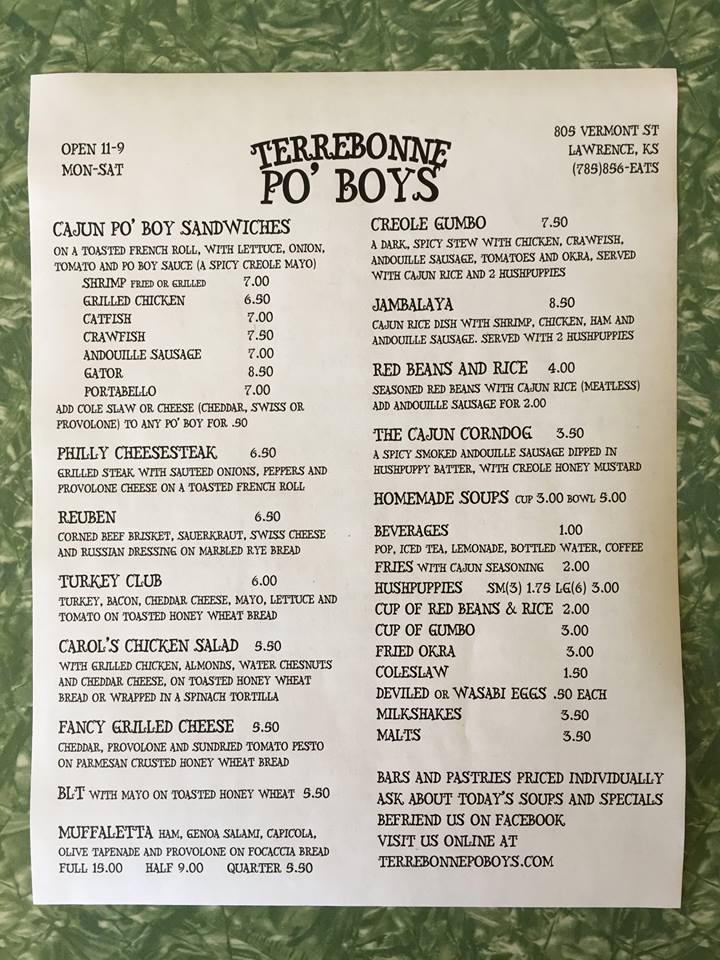 OPEN 11-9
MON-SAT
TERREBONNE
PO' BOYS
805 VERMONT ST
LAWRENCE, KS
(785)856-EATS
CAJUN PO' BOY SANDWICHES
ON A TOASTED FRENCH ROLL, WITH LETTUCE, ONION,
TOMATO AND PO BOY SAUCE (A SPICY CREOLE MAYO)
SHRIMP FRIED OR GRILLED 7.00
GRILLED CHICKEN 6.50
CATFISH 7.00
CRAWFISH 7.50
ANDOUILLE SAUSAGE 7.00
GATOR 8.50
PORTABELLO 7.00
ADD COLE SLAW OR CHEESE (CHEDDAR, SWISS OR
PROVOLONE) TO ANY PO' BOY FOR .50
PHILLY CHEESESTEAK 6.50
GRILLED STEAK WITH SAUTEED ONIONS, PEPPERS AND
PROVOLONE CHEESE ON A TOASTED FRENCH ROLL
REUBEN 6.50
CORNED BEEF BRISKET, SAUERKRAUT, SWISS CHEESE
AND RUSSIAN DRESSING ON MARBLED RYE BREAD
TURKEY CLUB 6.00
TURKEY, BACON, CHEDDAR CHEESE, MAYO, LETTUCE AND
TOMATO ON TOASTED HONEY WHEAT BREAD
CAROL'S CHICKEN SALAD 5.50
WITH GRILLED CHICKEN, ALMONDS, WATER CHESNUTS
AND CHEDDAR CHEESE, ON TOASTED HONEY WHEAT
BREAD OR WRAPPED IN A SPINACH TORTILLA
FANCY GRILLED CHEESE 5.50
CHEDDAR, PROVOLONE AND SUNDRIED TOMATO PESTO
ON PARMESAN CRUSTED HONEY WHEAT BREAD
BLT WITH MAYO ON TOASTED HONEY WHEAT 5.50
MUFFALETTA HAM, GENOA SALAMI, CAPICOLA,
OLIVE TAPENADE AND PROVOLONE ON FOCACCIA BREAD
FULL 15.00 HALF 9.00 QUARTER 5.50
CREOLE GUMBO 7.50
A DARK, SPICY STEW WITH CHICKEN, CRAWFISH,
ANDOUILLE SAUSAGE, TOMATOES AND OKRA, SERVED
WITH CAJUN RICE AND 2 HUSHPUPPIES
JAMBALAYA 8.50
CAJUN RICE DISH WITH SHRIMP, CHICKEN, HAM AND
ANDOUILLE SAUSAGE. SERVED WITH 2 HUSHPUPPIES
RED BEANS AND RICE 4.00
SEASONED RED BEANS WITH CAJUN RICE (MEATLESS)
ADD ANDOUILLE SAUSAGE FOR 2.00
THE CAJUN CORNDOG 3.50
A SPICY SMOKED ANDOUILLE SAUSAGE DIPPED IN
HUSHPUPPY BATTER, WITH CREOLE HONEY MUSTARD
HOMEMADE SOUPS CUP 3.00 BOWL 5.00
BEVERAGES 1.00
POP, ICED TEA, LEMONADE, BOTTLED WATER, COFFEE
FRIES WITH CAJUN SEASONING 2.00
HUSHPUPPIES SM(3) 1.75 LG(6) 3.00
CUP OF RED BEANS & RICE 2.00
CUP OF GUMBO 3.00
FRIED OKRA 3.00
COLESLAW 1.50
DEVILED OR WASABI EGGS .50 EACH
MILKSHAKES 3.50
MALTS 3.50
BARS AND PASTRIES PRICED INDIVIDUALLY
ASK ABOUT TODAY'S SOUPS AND SPECIALS
BEFRIEND US ON FACEBOOK
VISIT US ONLINE AT
TERREBONNEPOBOYS.COM